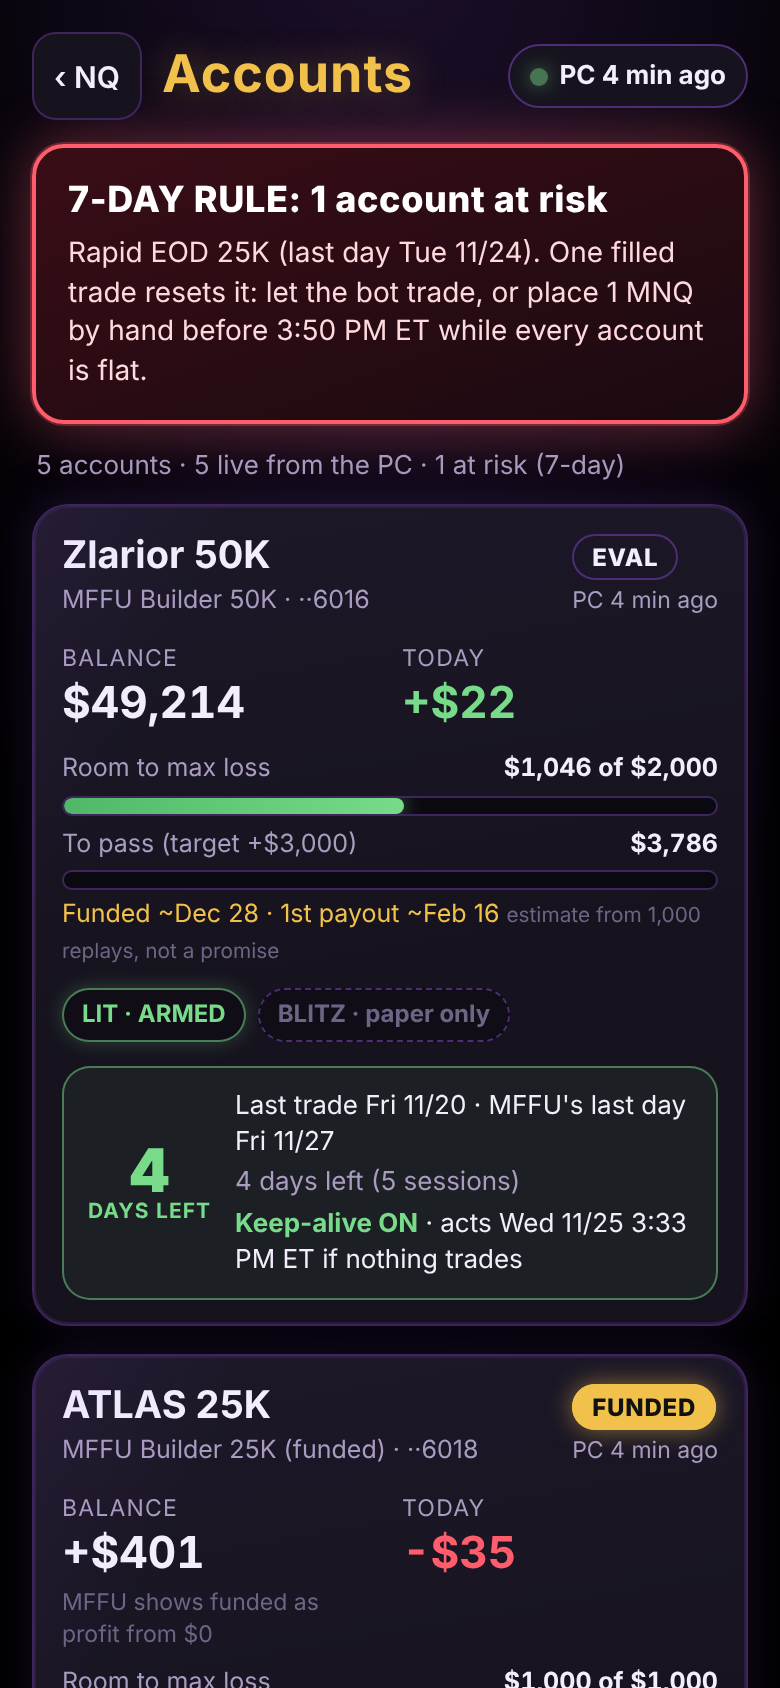 ‹ NQ
Accounts
PC 4 min ago
7-DAY RULE: 1 account at risk
Rapid EOD 25K (last day Tue 11/24). One filled
trade resets it: let the bot trade, or place 1 MNQ
by hand before 3:50 PM ET while every account
is flat.
5 accounts · 5 live from the PC · 1 at risk (7-day)
Zlarior 50K
EVAL
MFFU Builder 50K · ··6016
PC 4 min ago
BALANCE
TODAY
$49,214
+$22
Room to max loss
$1,046 of $2,000
To pass (target +$3,000)
$3,786
Funded ~Dec 28 · 1st payout ~Feb 16 estimate from 1,000
replays, not a promise
LIT · ARMED
BLITZ · paper only
4
DAYS LEFT
Last trade Fri 11/20 · MFFU's last day
Fri 11/27
4 days left (5 sessions)
Keep-alive ON · acts Wed 11/25 3:33
PM ET if nothing trades
ATLAS 25K
FUNDED
MFFU Builder 25K (funded) · ··6018
PC 4 min ago
BALANCE
TODAY
+$401
-$35
MFFU shows funded as
profit from $0
Room to max loss
$1,000 of $1,000